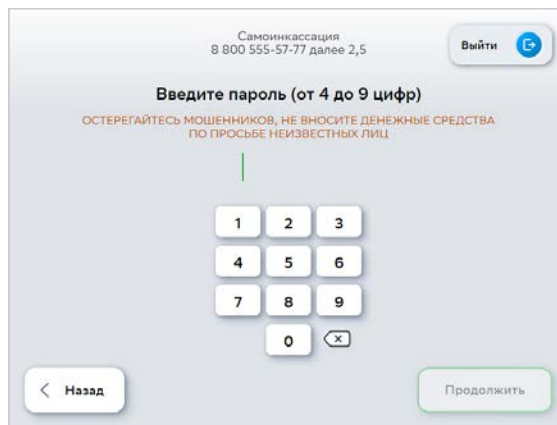 Самоинкассация
8 800 555-57-77 далее 2,5
Выйти
Введите пароль (от 4 до 9 цифр)
ОСТЕРЕГАЙТЕСЬ МОШЕННИКОВ, НЕ ВНОСИТЕ ДЕНЕЖНЫЕ СРЕДСТВА
ПО ПРОСЬБЕ НЕИЗВЕСТНЫХ ЛИЦ
1 2 3
4 5 6
7 8 9
0 x
Назад
Продолжить